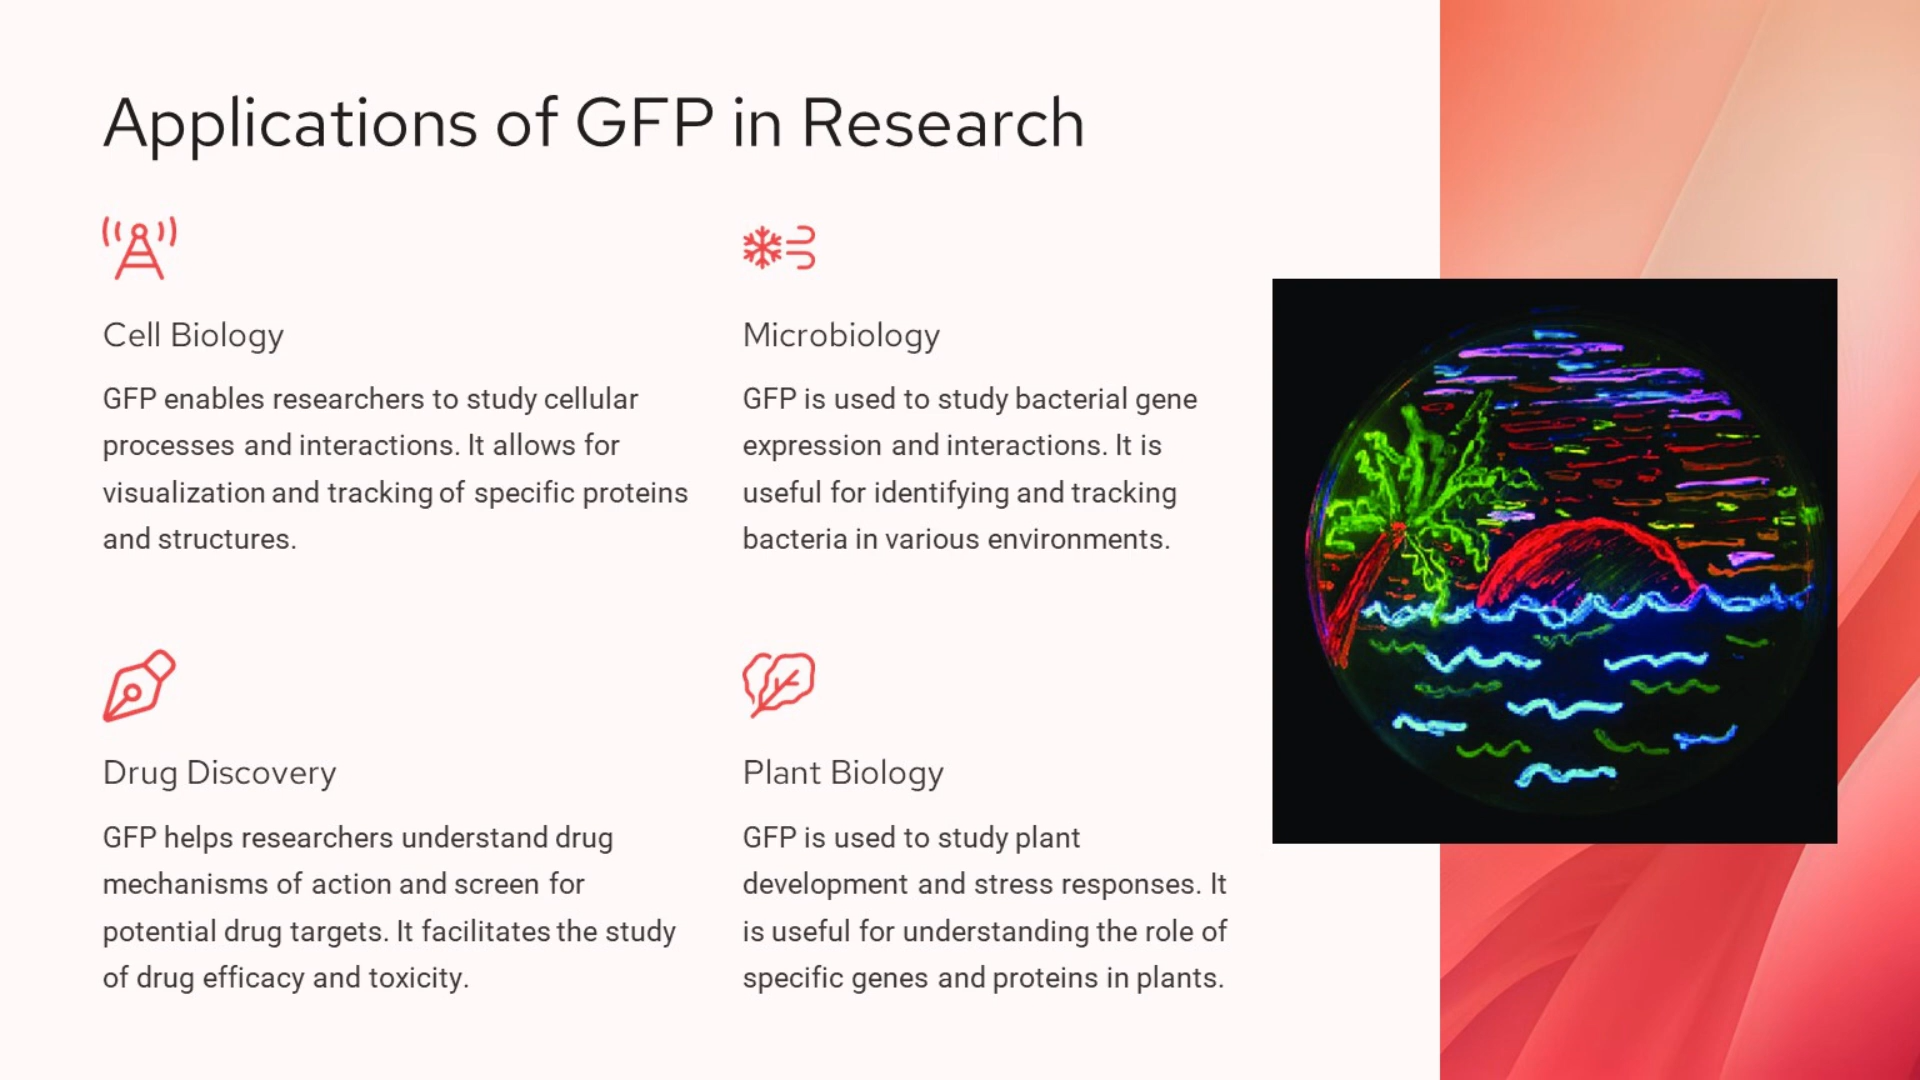 Applications of GFP in Research
Cell Biology
GFP enables researchers to study cellular
processes and interactions. It allows for
visualization and tracking of specific proteins
and structures.
Microbiology
GFP is used to study bacterial gene
expression and interactions. It is
useful for identifying and tracking
bacteria in various environments.
Drug Discovery
GFP helps researchers understand drug
mechanisms of action and screen for
potential drug targets. It facilitates the study
of drug efficacy and toxicity.
Plant Biology
GFP is used to study plant
development and stress responses. It
is useful for understanding the role of
specific genes and proteins in plants.